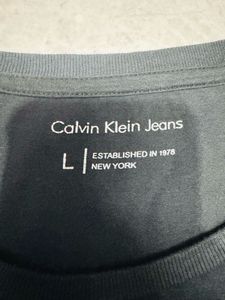 Calvin Klein Jeans
L | ESTABLISHED IN 1978
NEW YORK